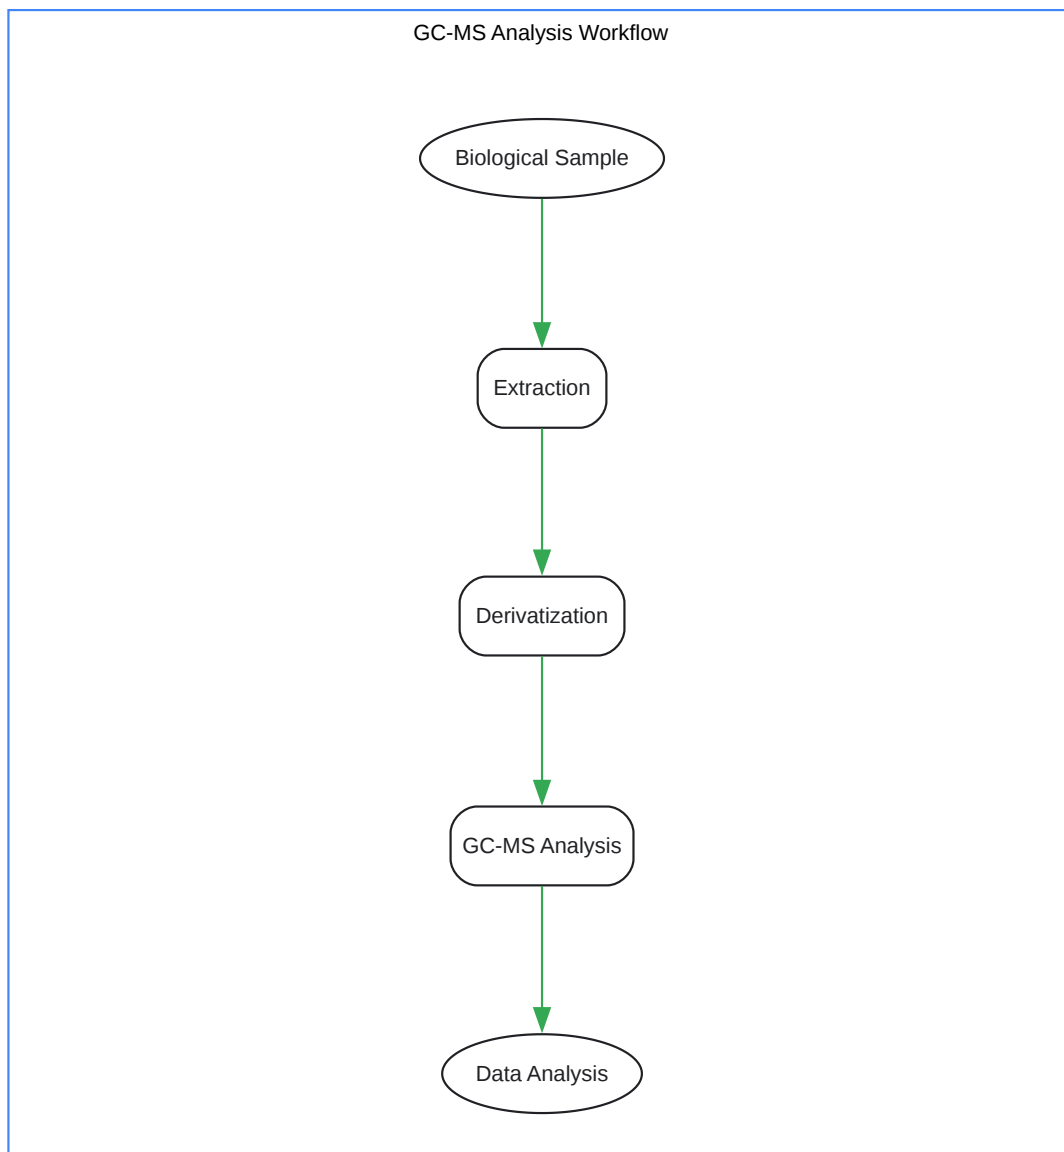 GC-MS Analysis Workflow
Biological Sample
Extraction
Derivatization
GC-MS Analysis
Data Analysis